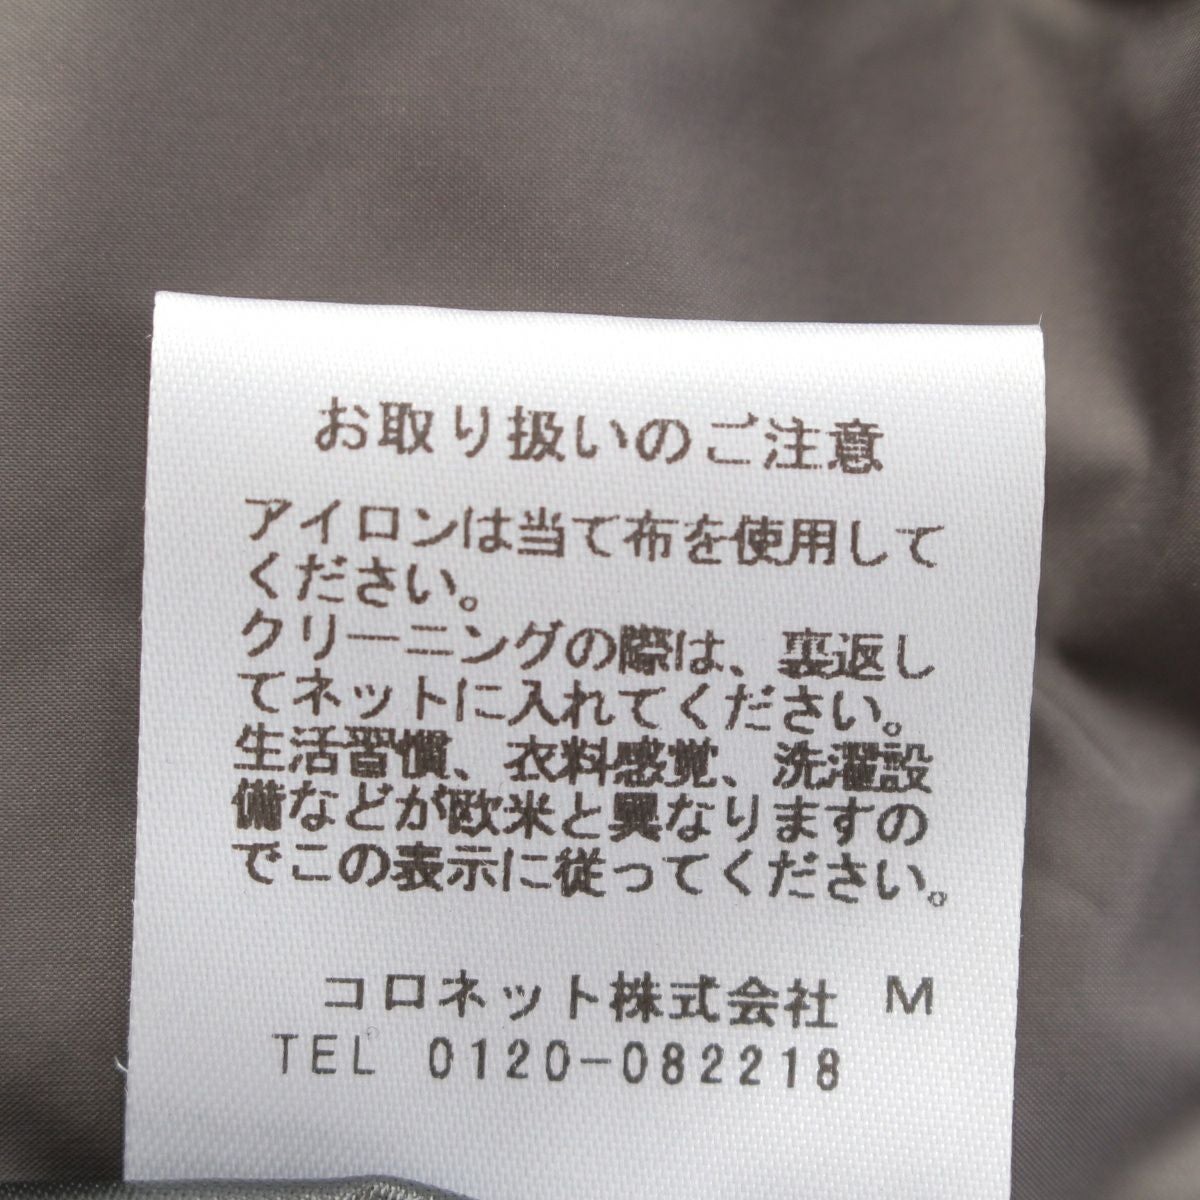 お取り扱いのご注意
アイロンは当て布を使用して
ください。
クリーニングの際は、裏返し
てネットに入れてください。
生活習慣、衣料感覚、洗濯設
備などが欧米と異なりますの
でこの表示に従ってください。
コロネット株式会社 M
TEL 0120-082218